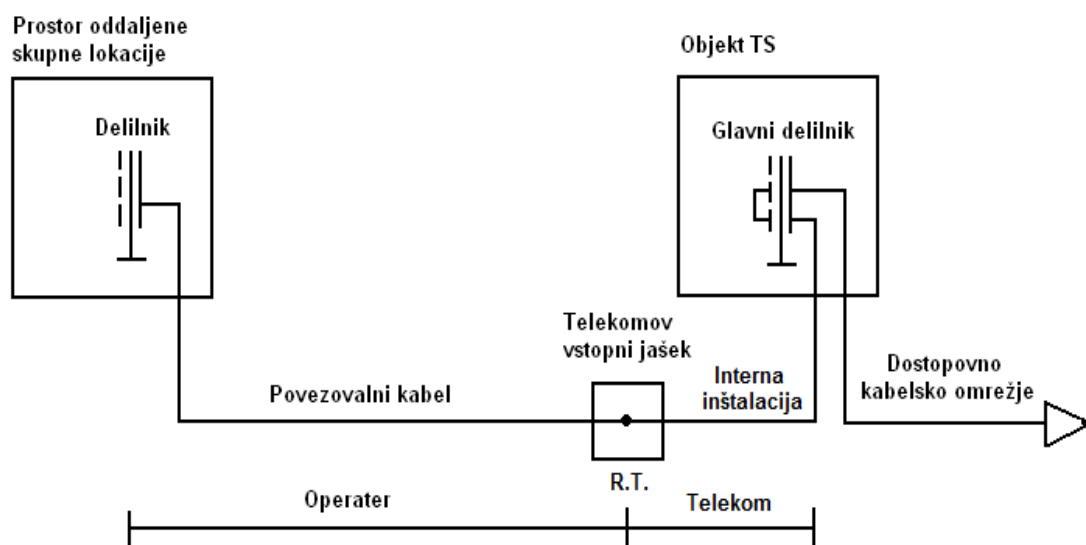 Prostor oddaljene
skupne lokacije
Objekt TS
Delilnik
Glavni delilnik
Telekomov
vstopni jašek
Povezovalni kabel
Interna
inštalacija
Dostopovno
kabelsko omrežje
R.T.
Operater
Telekom